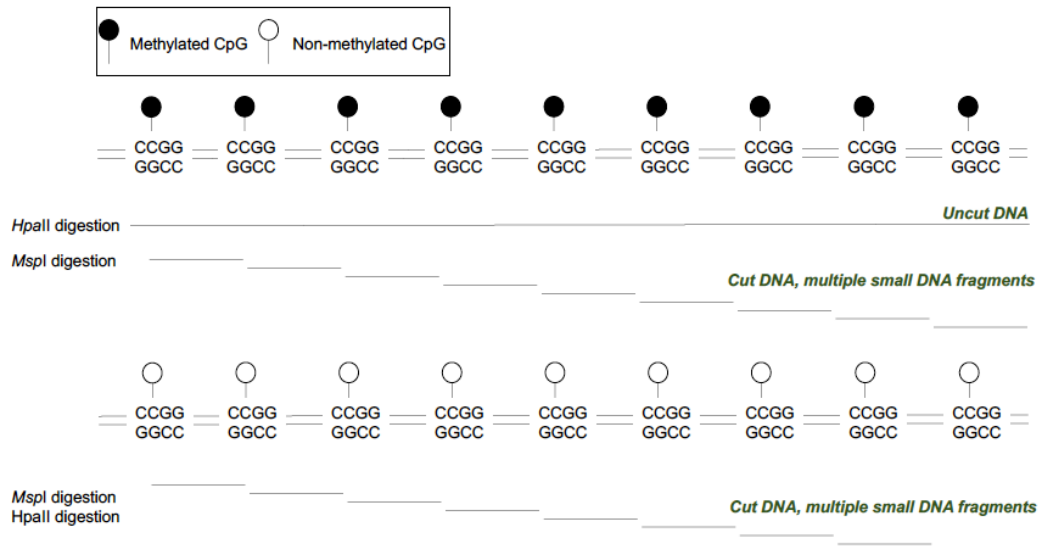 Methylated CpG Non-methylated CpG
CCGG CCGG CCGG CCGG CCGG CCGG CCGG CCGG CCGG
GGCC GGCC GGCC GGCC GGCC GGCC GGCC GGCC GGCC
Uncut DNA
HpaII digestion
MspI digestion
Cut DNA, multiple small DNA fragments
CCGG CCGG CCGG CCGG CCGG CCGG CCGG CCGG CCGG
GGCC GGCC GGCC GGCC GGCC GGCC GGCC GGCC GGCC
MspI digestion
Cut DNA, multiple small DNA fragments
HpaII digestion